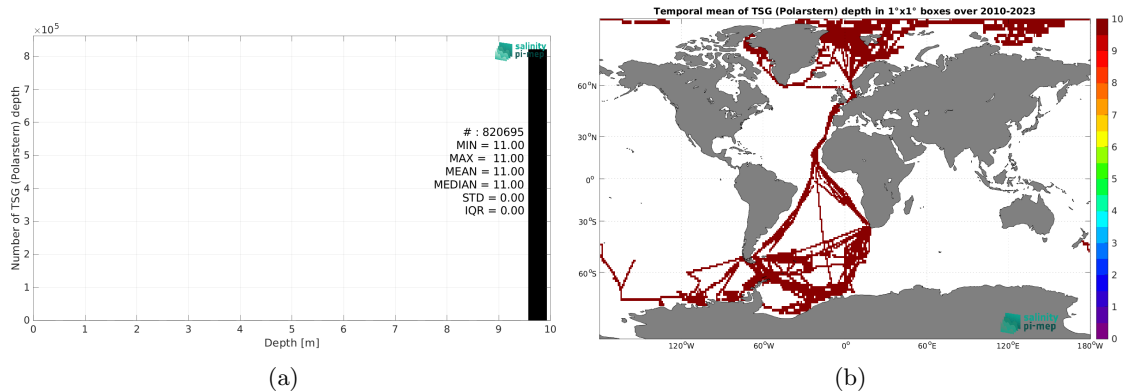 ×10⁵
8
7
6
5
4
3
2
1
0
Number of TSG (Polarstern) depth
salinity
pi-mep
# : 820695
MIN = 11.00
MAX = 11.00
MEAN = 11.00
MEDIAN = 11.00
STD = 0.00
IQR = 0.00
0 1 2 3 4 5 6 7 8 9 10
Depth [m]
(a)
Temporal mean of TSG (Polarstern) depth in 1°x1° boxes over 2010-2023
60°N
30°N
0°
30°S
60°S
120°W 60°W 0° 60°E 120°E 180°W
salinity
pi-mep
10
9
8
7
6
5
4
3
2
1
0
(b)